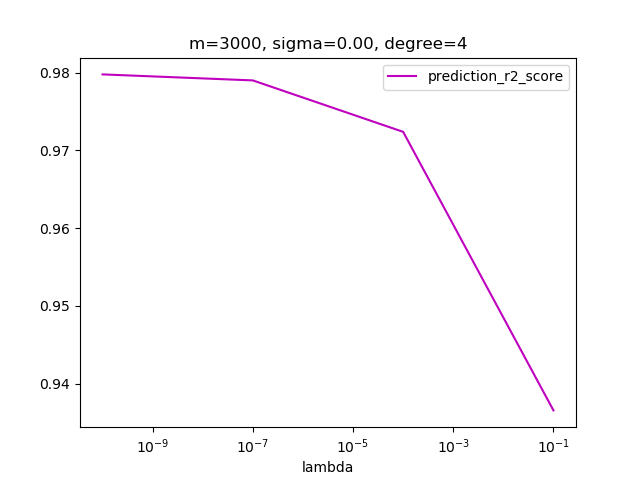 m=3000, sigma=0.00, degree=4
prediction_r2_score
0.98
0.97
0.96
0.95
0.94
10⁻⁹ 10⁻⁷ 10⁻⁵ 10⁻³ 10⁻¹
lambda